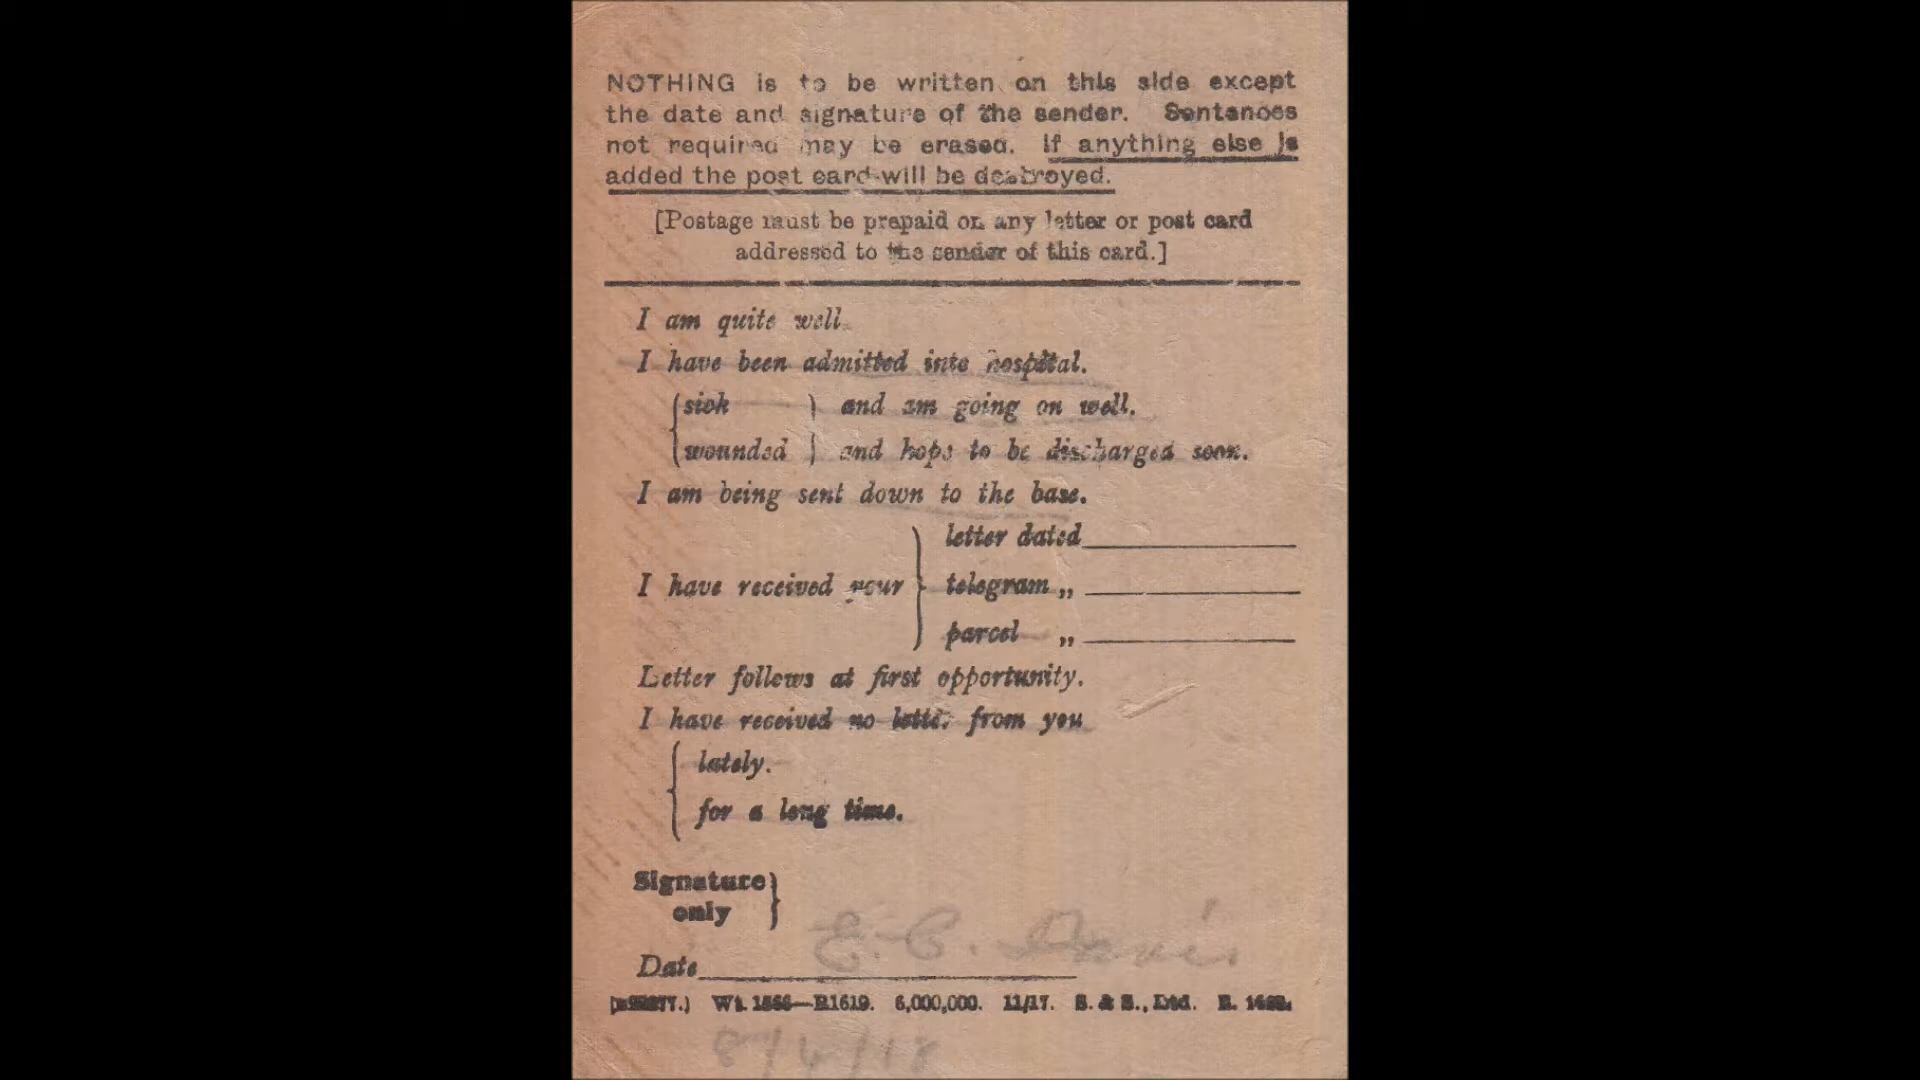 NOTHING is to be written on this side except
the date and signature of the sender. Sentences
not required may be erased. If anything else is
added the post card will be destroyed.
[Postage must be prepaid on any letter or post card
addressed to the sender of this card.]
I am quite well.
I have been admitted into hospital.
{sick } and am going on well.
{wounded } and hope to be discharged soon.
I am being sent down to the base.
I have received your } letter dated
telegram „
parcel „
Letter follows at first opportunity.
I have received no letter from you
{ lately.
for a long time.
Signature only }
E. C. Davis
Date
Wt. 1566—R1619. 6,000,000. 11/17. S. & S., Ltd.
8/4/18